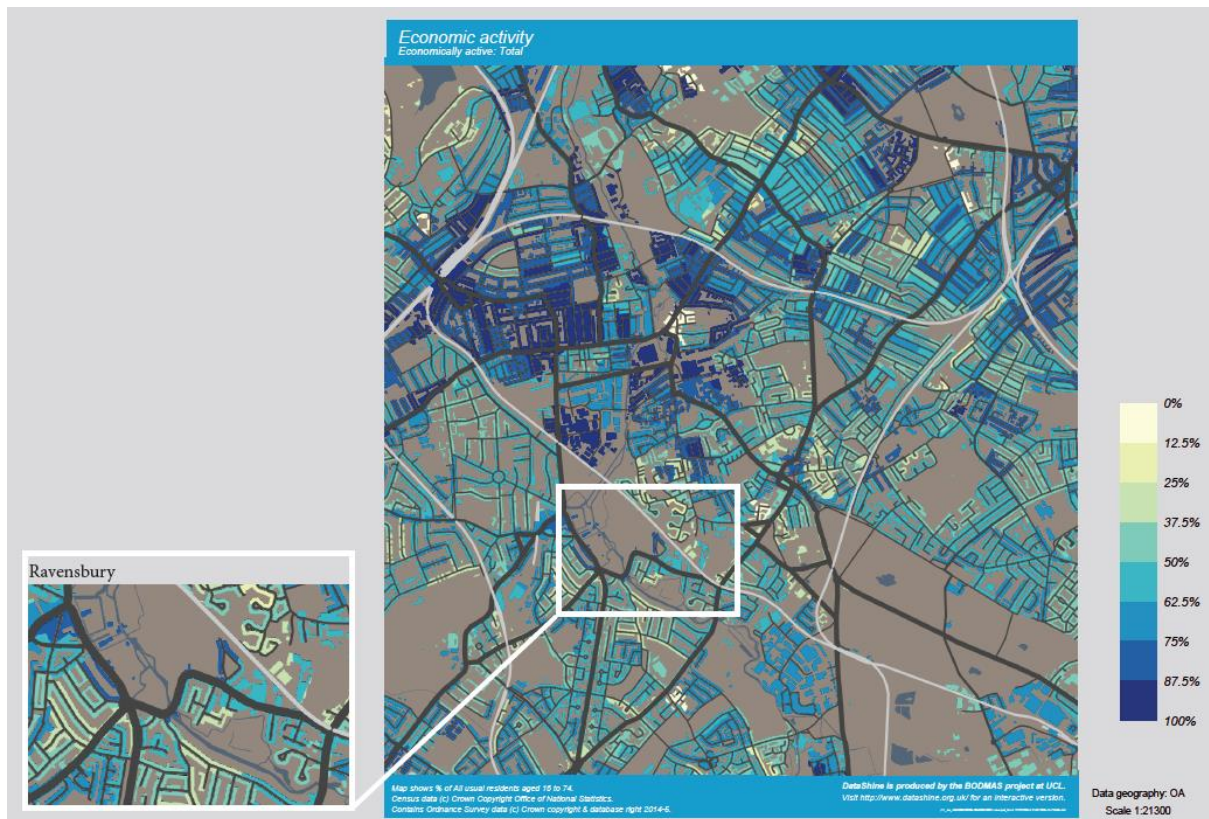 Economic activity
Economically active: Total
0%
12.5%
25%
37.5%
50%
62.5%
75%
87.5%
100%
Ravensbury
Map shows % of All usual residents aged 16 to 74.
Census data (c) Crown Copyright Office of National Statistics.
Contains Ordnance Survey data (c) Crown copyright & database right 2014-5.
DataShine is produced by the BODMAS project at UCL.
Visit http://www.datashine.org.uk/ for an interactive version.
Data geography: OA
Scale 1:21300